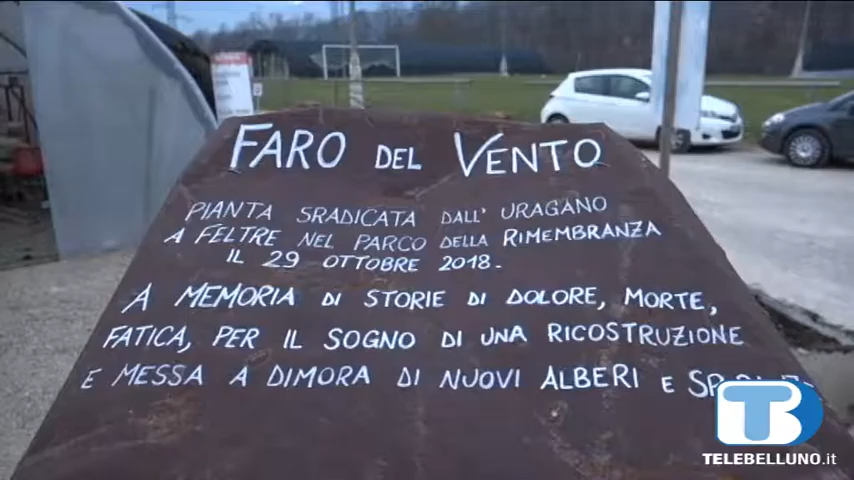 FARO DEL VENTO
PIANTA SRADICATA DALL' URAGANO
A FELTRE NEL PARCO DELLA RIMEMBRANZA
IL 29 OTTOBRE 2018.
A MEMORIA DI STORIE DI DOLORE, MORTE,
FATICA, PER IL SOGNO DI UNA RICOSTRUZIONE
E MESSA A DIMORA DI NUOVI ALBERI E
TB
TELEBELLUNO.it